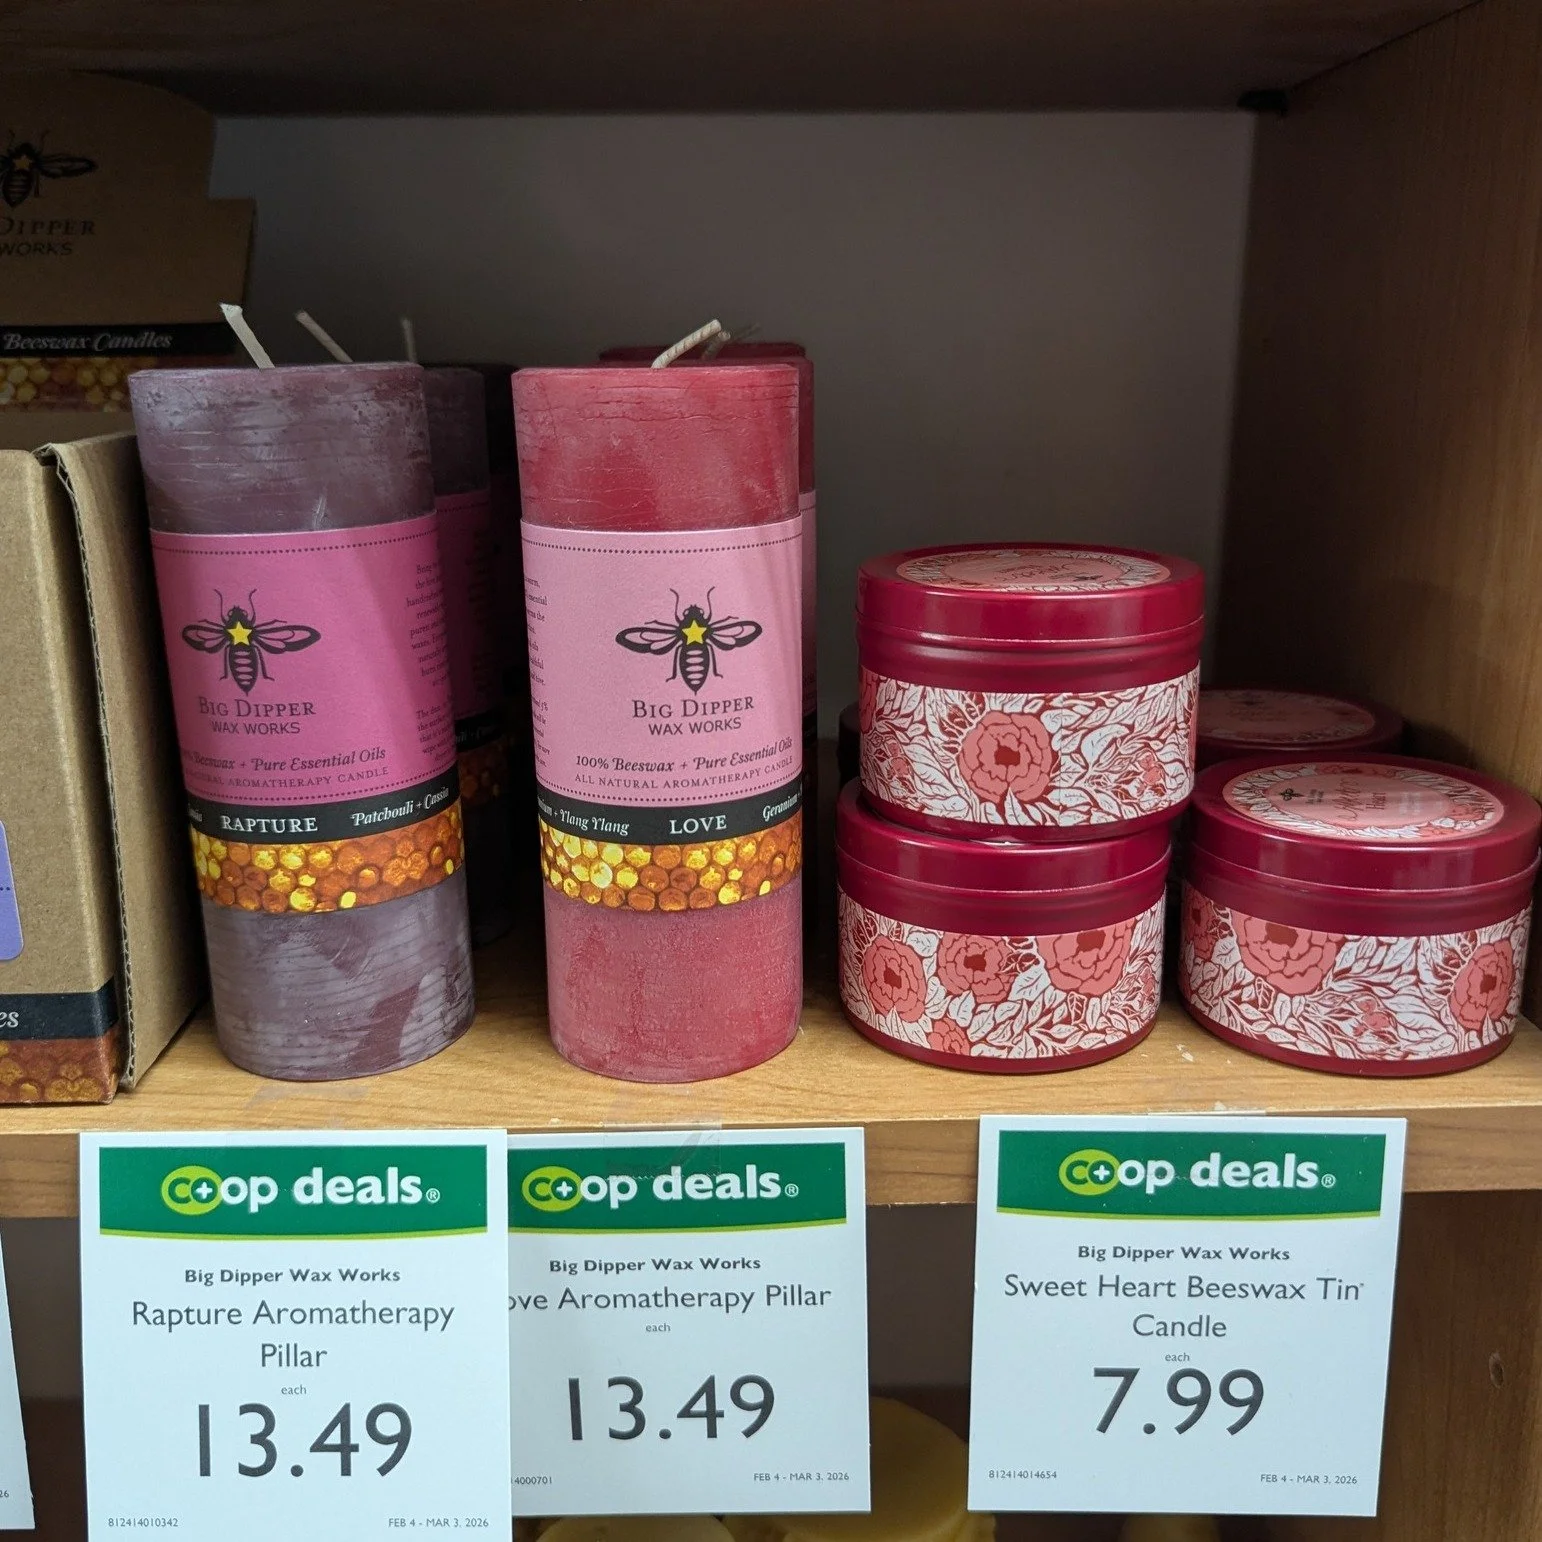 DIPPER
WORKS
Beeswax Candles
es
BIG DIPPER
WAX WORKS
Beeswax + Pure Essential Oils
AROMATHERAPY CANDLE
RAPTURE
Patchouli + Cassia
BIG DIPPER
WAX WORKS
100% Beeswax + Pure Essential Oils
ALL NATURAL AROMATHERAPY CANDLE
+ Ylang Ylang
LOVE
Geranium
co+op deals®
Big Dipper Wax Works
Rapture Aromatherapy
Pillar
each
13.49
812414010342
FEB 4 - MAR 3, 2026
co+op deals®
Big Dipper Wax Works
ove Aromatherapy Pillar
each
13.49
14000701
FEB 4 - MAR 3, 2026
co+op deals®
Big Dipper Wax Works
Sweet Heart Beeswax Tin
Candle
each
7.99
812414014654
FEB 4 - MAR 3, 2026
26